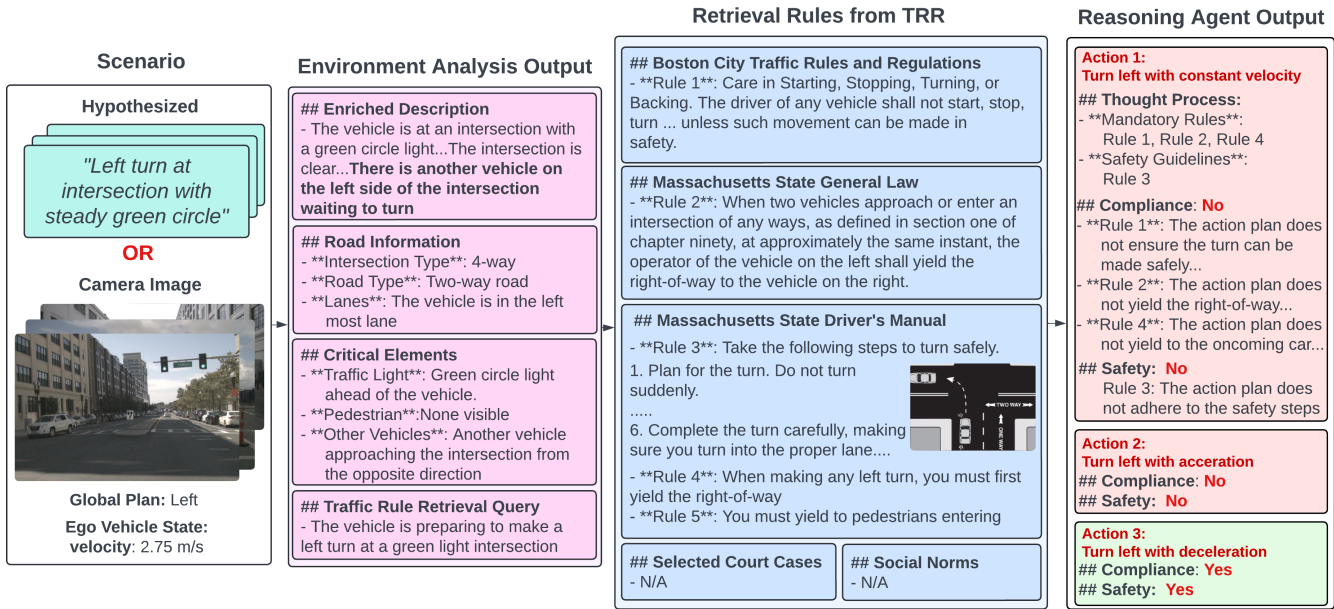 Scenario
Hypothesized
"Left turn at
intersection with
steady green circle"
OR
Camera Image
Global Plan: Left
Ego Vehicle State:
velocity: 2.75 m/s
Environment Analysis Output
## Enriched Description
- The vehicle is at an intersection with
a green circle light...The intersection is
clear...There is another vehicle on
the left side of the intersection
waiting to turn
## Road Information
- **Intersection Type**: 4-way
- **Road Type**: Two-way road
- **Lanes**: The vehicle is in the left
most lane
## Critical Elements
- **Traffic Light**: Green circle light
ahead of the vehicle.
- **Pedestrian**:None visible
- **Other Vehicles**: Another vehicle
approaching the intersection from
the opposite direction
## Traffic Rule Retrieval Query
- The vehicle is preparing to make a
left turn at a green light intersection
Retrieval Rules from TRR
## Boston City Traffic Rules and Regulations
- **Rule 1**: Care in Starting, Stopping, Turning, or
Backing. The driver of any vehicle shall not start, stop,
turn ... unless such movement can be made in
safety.
## Massachusetts State General Law
- **Rule 2**: When two vehicles approach or enter an
intersection of any ways, as defined in section one of
chapter ninety, at approximately the same instant, the
operator of the vehicle on the left shall yield the
right-of-way to the vehicle on the right.
## Massachusetts State Driver's Manual
- **Rule 3**: Take the following steps to turn safely.
1. Plan for the turn. Do not turn
suddenly.
.....
6. Complete the turn carefully, making
sure you turn into the proper lane....
TWO WAY
ONE WAY
- **Rule 4**: When making any left turn, you must first
yield the right-of-way
- **Rule 5**: You must yield to pedestrians entering
## Selected Court Cases
- N/A
## Social Norms
- N/A
Reasoning Agent Output
Action 1:
Turn left with constant velocity
## Thought Process:
- **Mandatory Rules**:
Rule 1, Rule 2, Rule 4
- **Safety Guidelines**:
Rule 3
## Compliance: No
- **Rule 1**: The action plan does
not ensure the turn can be
made safely...
- **Rule 2**: The action plan does
not yield the right-of-way...
- **Rule 4**: The action plan does
not yield to the oncoming car...
## Safety: No
Rule 3: The action plan does
not adhere to the safety steps
Action 2:
Turn left with acceration
## Compliance: No
## Safety: No
Action 3:
Turn left with deceleration
## Compliance: Yes
## Safety: Yes